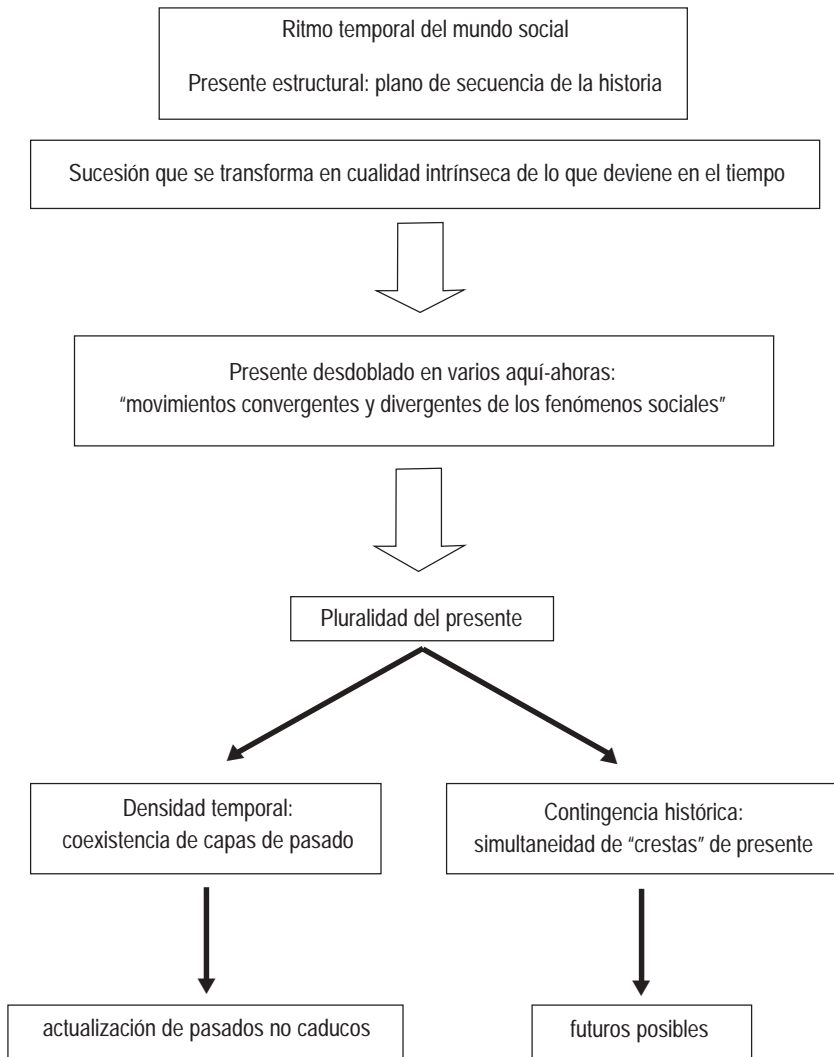 Ritmo temporal del mundo social
Presente estructural: plano de secuencia de la historia
Sucesión que se transforma en cualidad intrínseca de lo que deviene en el tiempo
Presente desdoblado en varios aquí-ahoras:
“movimientos convergentes y divergentes de los fenómenos sociales”
Pluralidad del presente
Densidad temporal:
coexistencia de capas de pasado
Contingencia histórica:
simultaneidad de “crestas” de presente
actualización de pasados no caducos
futuros posibles